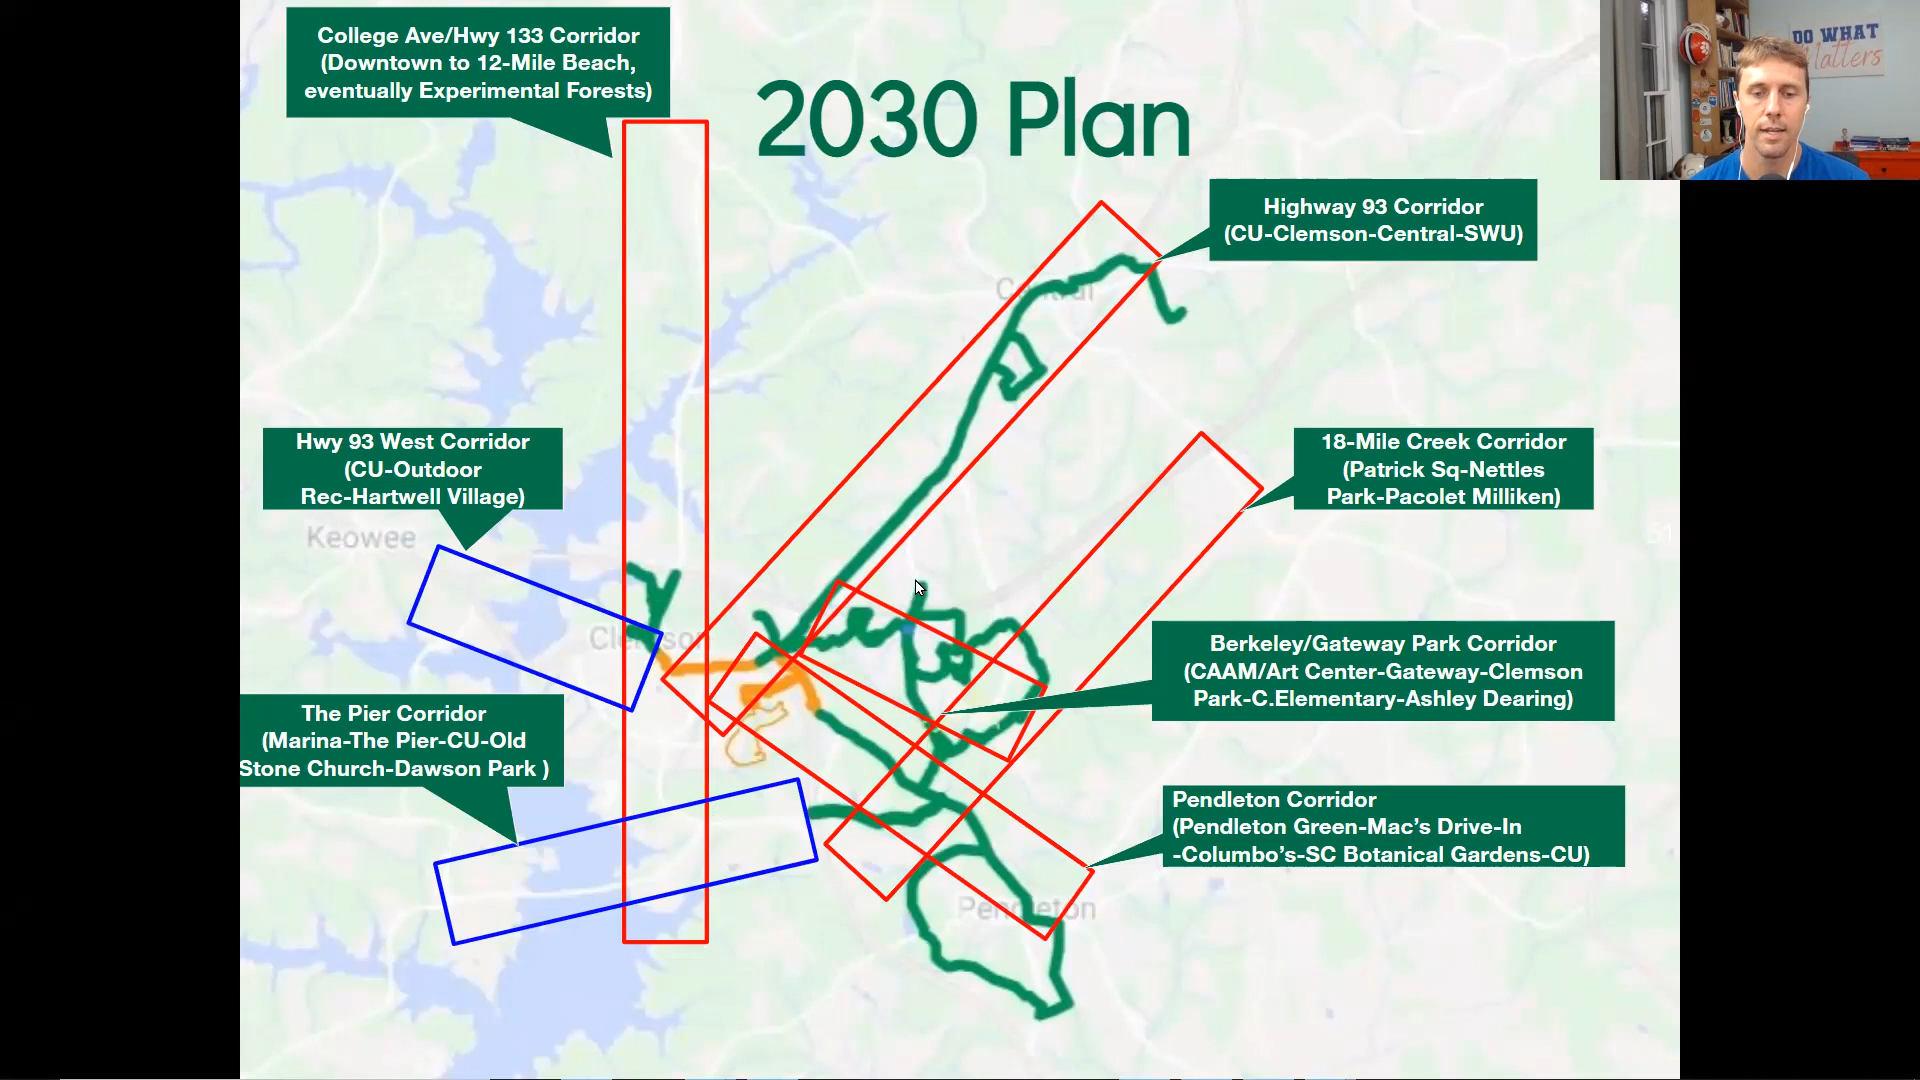 College Ave/Hwy 133 Corridor
(Downtown to 12-Mile Beach,
eventually Experimental Forests)
2030 Plan
DO WHAT
Matters
Highway 93 Corridor
(CU-Clemson-Central-SWU)
Central
Hwy 93 West Corridor
(CU-Outdoor
Rec-Hartwell Village)
18-Mile Creek Corridor
(Patrick Sq-Nettles
Park-Pacolet Milliken)
Keowee
Clemson
Berkeley/Gateway Park Corridor
(CAAM/Art Center-Gateway-Clemson
Park-C.Elementary-Ashley Dearing)
The Pier Corridor
(Marina-The Pier-CU-Old
Stone Church-Dawson Park )
Pendleton Corridor
(Pendleton Green-Mac's Drive-In
-Columbo's-SC Botanical Gardens-CU)
Pendleton